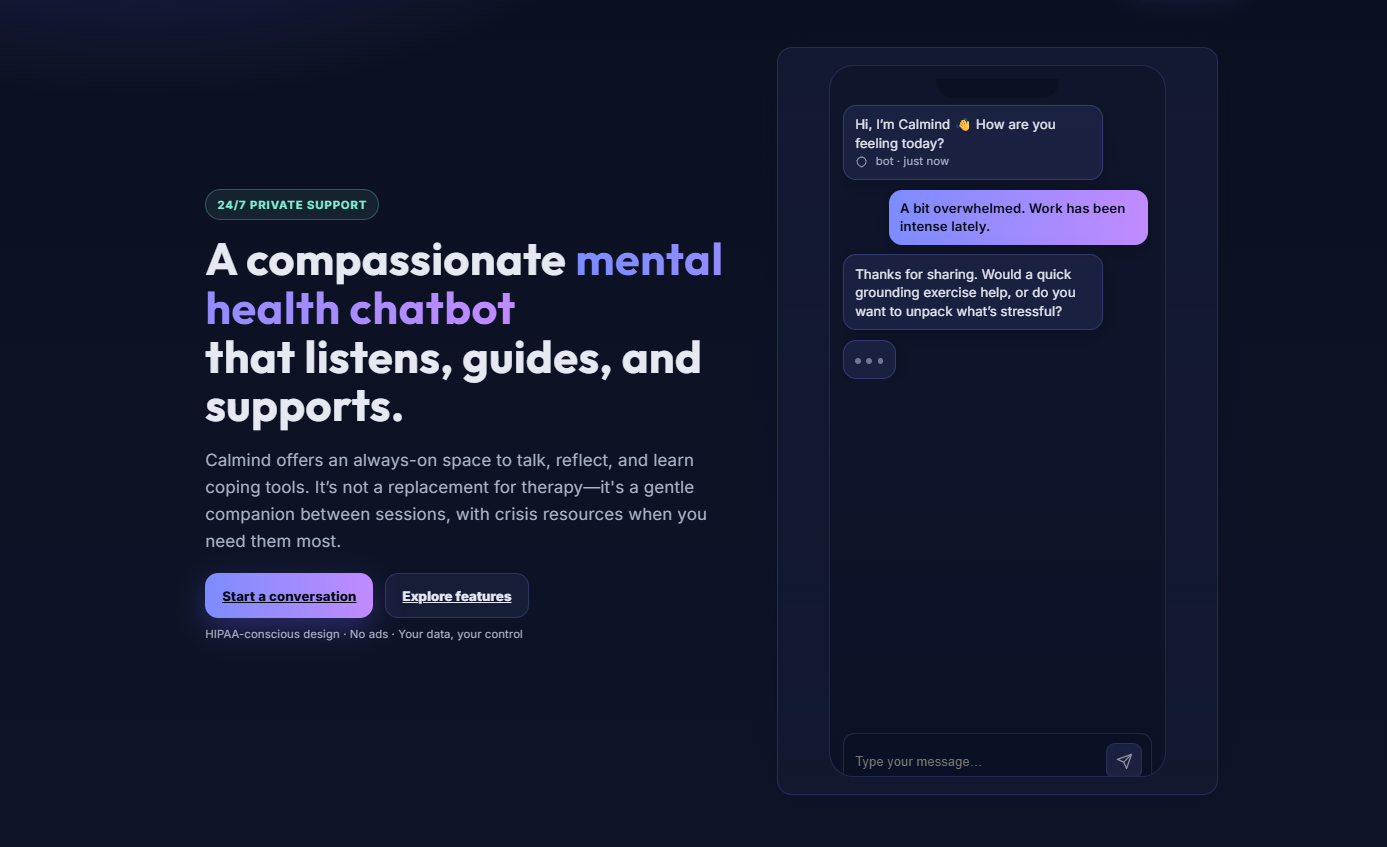 24/7 PRIVATE SUPPORT
A compassionate mental
health chatbot
that listens, guides, and
supports.
Calmind offers an always-on space to talk, reflect, and learn
coping tools. It’s not a replacement for therapy—it's a gentle
companion between sessions, with crisis resources when you
need them most.
Start a conversation
Explore features
HIPAA-conscious design · No ads · Your data, your control
Hi, I’m Calmind 👋 How are you
feeling today?
bot · just now
A bit overwhelmed. Work has been
intense lately.
Thanks for sharing. Would a quick
grounding exercise help, or do you
want to unpack what’s stressful?
Type your message…